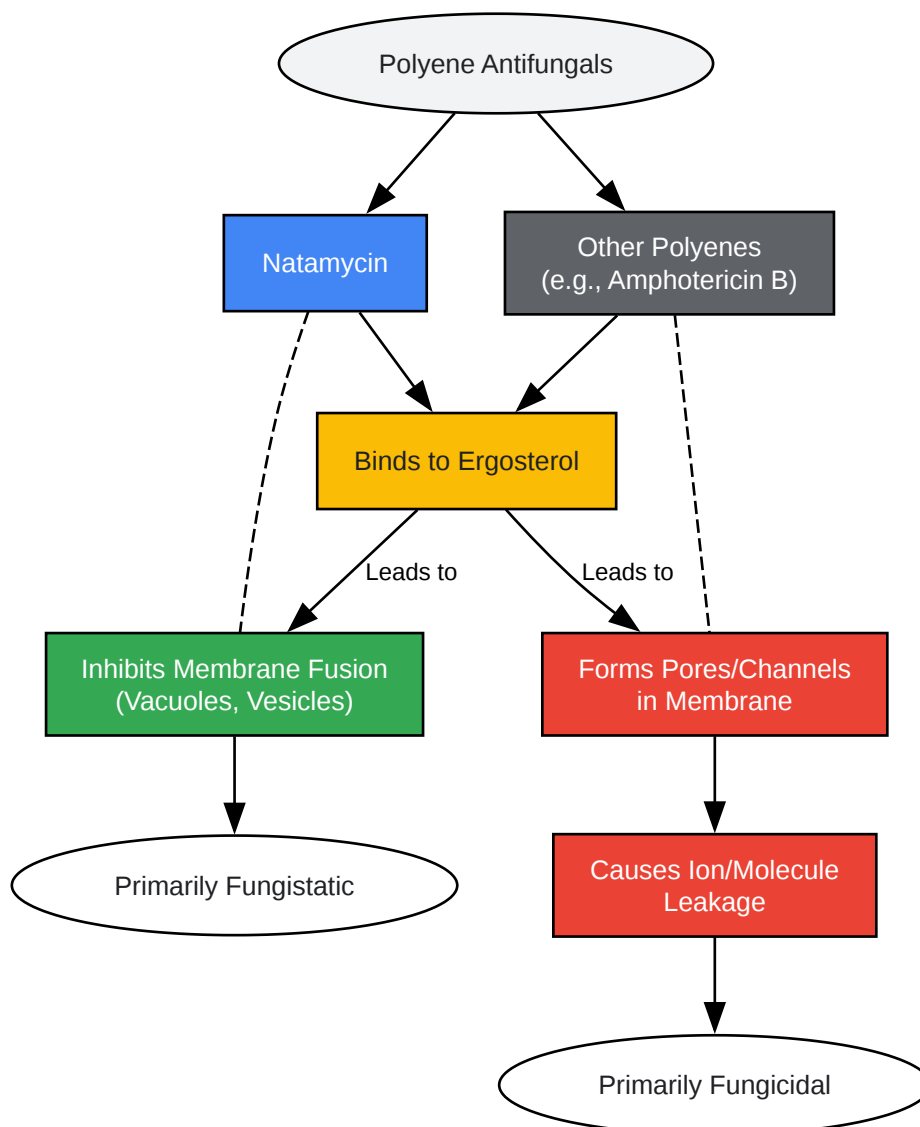 Polyene Antifungals
Natamycin
Other Polyenes
(e.g., Amphotericin B)
Binds to Ergosterol
Leads to
Leads to
Inhibits Membrane Fusion
(Vacuoles, Vesicles)
Forms Pores/Channels
in Membrane
Primarily Fungistatic
Causes Ion/Molecule
Leakage
Primarily Fungicidal